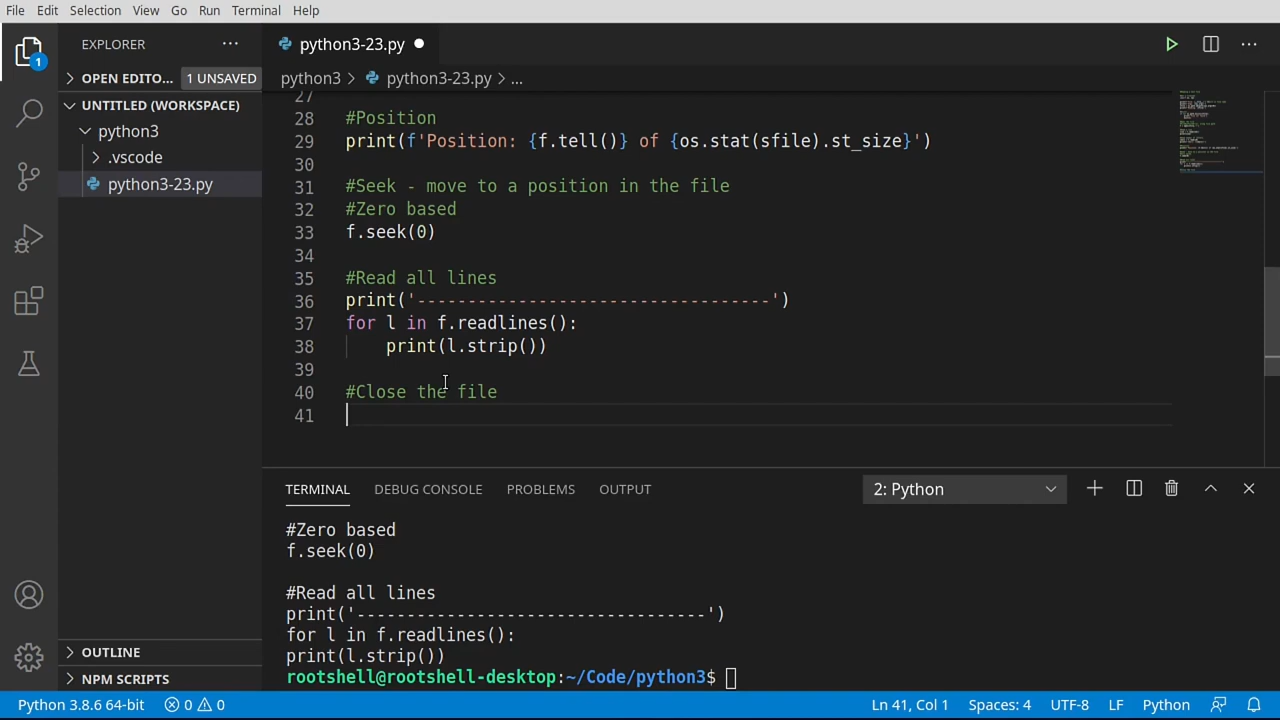 File Edit Selection View Go Run Terminal Help
1
EXPLORER
OPEN EDITO... 1 UNSAVED
UNTITLED (WORKSPACE)
python3
.vscode
python3-23.py
OUTLINE
NPM SCRIPTS
python3-23.py
python3 > python3-23.py > ...
27
28 #Position
29 print(f'Position: {f.tell()} of {os.stat(sfile).st_size}')
30
31 #Seek - move to a position in the file
32 #Zero based
33 f.seek(0)
34
35 #Read all lines
36 print('-----------------------------------')
37 for l in f.readlines():
38 print(l.strip())
39
40 #Close the file
41
TERMINAL DEBUG CONSOLE PROBLEMS OUTPUT 2: Python
#Zero based
f.seek(0)
#Read all lines
print('-----------------------------------')
for l in f.readlines():
print(l.strip())
rootshell@rootshell-desktop:~/Code/python3$
Python 3.8.6 64-bit 0 0 Ln 41, Col 1 Spaces: 4 UTF-8 LF Python